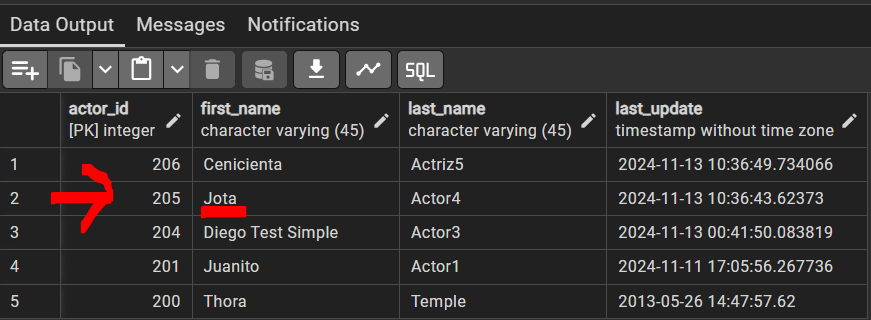 Data Output Messages Notifications
SQL
actor_id first_name last_name last_update
[PK] integer character varying (45) character varying (45) timestamp without time zone
1 206 Cenicienta Actriz5 2024-11-13 10:36:49.734066
2 205 Jota Actor4 2024-11-13 10:36:43.62373
3 204 Diego Test Simple Actor3 2024-11-13 00:41:50.083819
4 201 Juanito Actor1 2024-11-11 17:05:56.267736
5 200 Thora Temple 2013-05-26 14:47:57.62